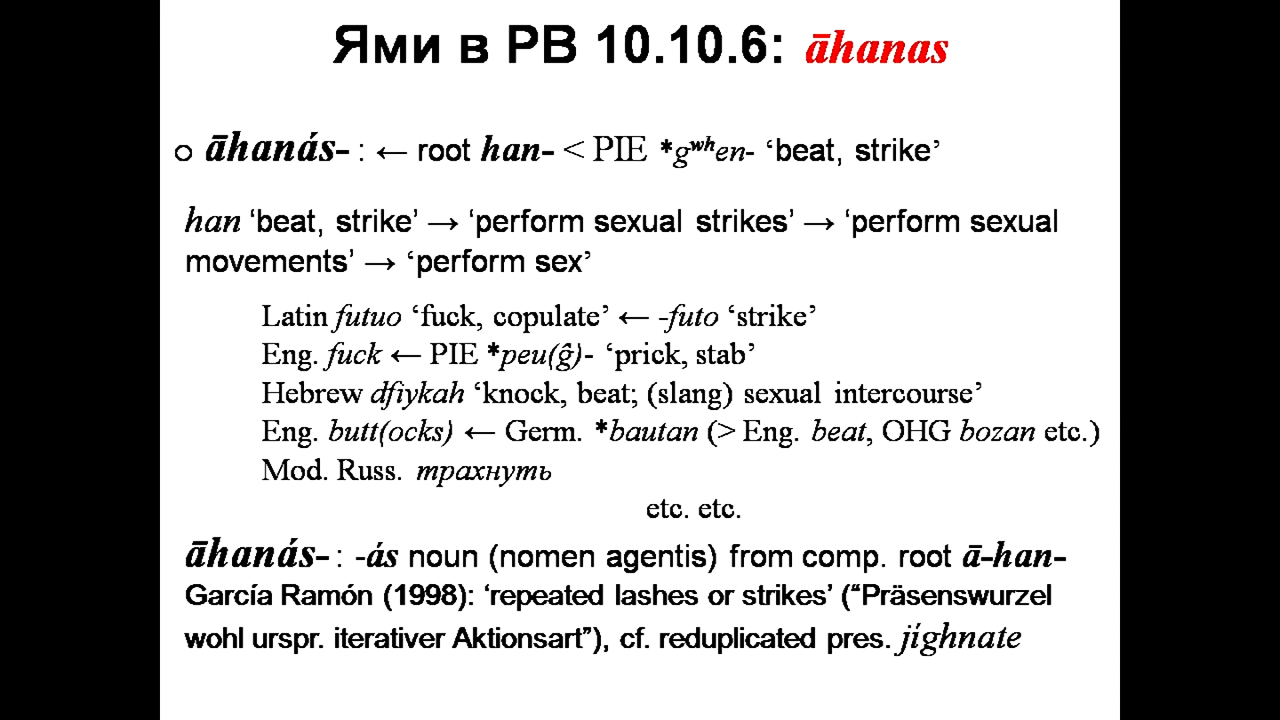 Ями в РВ 10.10.6: āhanas
āhanás- : ← root han- < PIE *gʷʰen- ‘beat, strike’
han ‘beat, strike’ → ‘perform sexual strikes’ → ‘perform sexual
movements’ → ‘perform sex’
Latin futuo ‘fuck, copulate’ ← -futo ‘strike’
Eng. fuck ← PIE *peu(ĝ)- ‘prick, stab’
Hebrew dfiykah ‘knock, beat; (slang) sexual intercourse’
Eng. butt(ocks) ← Germ. *bautan (> Eng. beat, OHG bozan etc.)
Mod. Russ. трахнуть
etc. etc.
āhanás- : -ás noun (nomen agentis) from comp. root ā-han-
García Ramón (1998): ‘repeated lashes or strikes’ (“Präsenswurzel
wohl urspr. iterativer Aktionsart”), cf. reduplicated pres. jíghnate